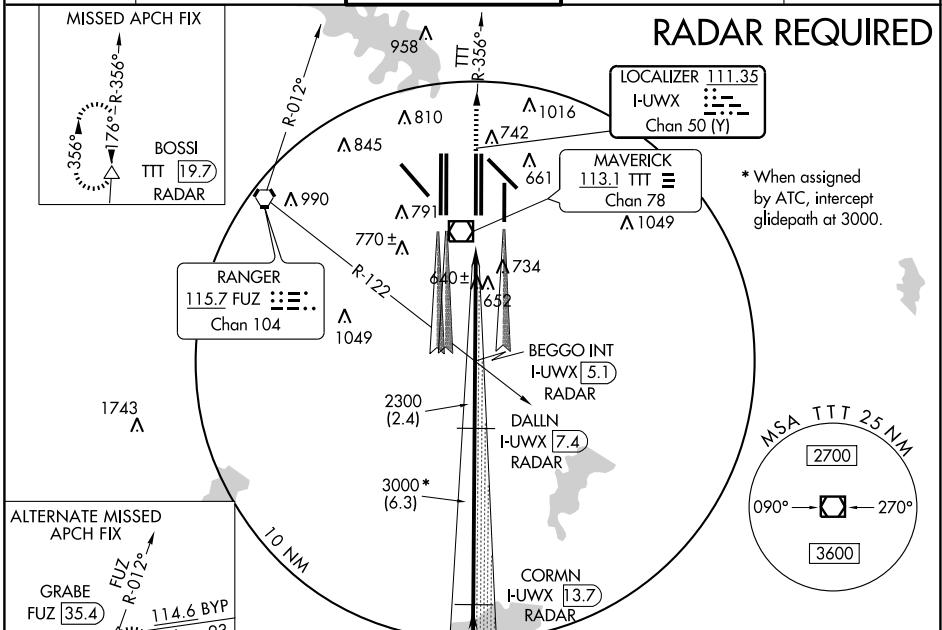 MISSED APCH FIX
R-356°
356°
176°
BOSSI
TTT 19.7
RADAR
R-012°
958
TTT
R-356°
RADAR REQUIRED
LOCALIZER 111.35
I-UWX
Chan 50 (Y)
1016
810
742
845
MAVERICK
113.1 TTT
Chan 78
661
* When assigned
by ATC, intercept
glidepath at 3000.
990
791
1049
770 ±
RANGER
115.7 FUZ
Chan 104
R-122
640 ±
734
652
1049
BEGGO INT
I-UWX 5.1
RADAR
2300
(2.4)
1743
DALLN
I-UWX 7.4
RADAR
MSA TTT 25 NM
2700
090°
270°
3600
3000 *
(6.3)
10 NM
ALTERNATE MISSED
APCH FIX
FUZ
R-012°
GRABE
FUZ 35.4
114.6 BYP
CORMN
I-UWX 13.7
RADAR